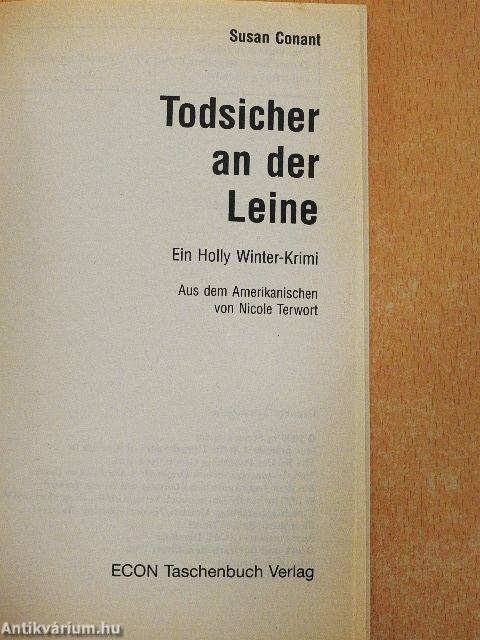 Susan Conant
Todsicher
an der
Leine
Ein Holly Winter-Krimi
Aus dem Amerikanischen
von Nicole Terwort
ECON Taschenbuch Verlag
Antikvárium.hu